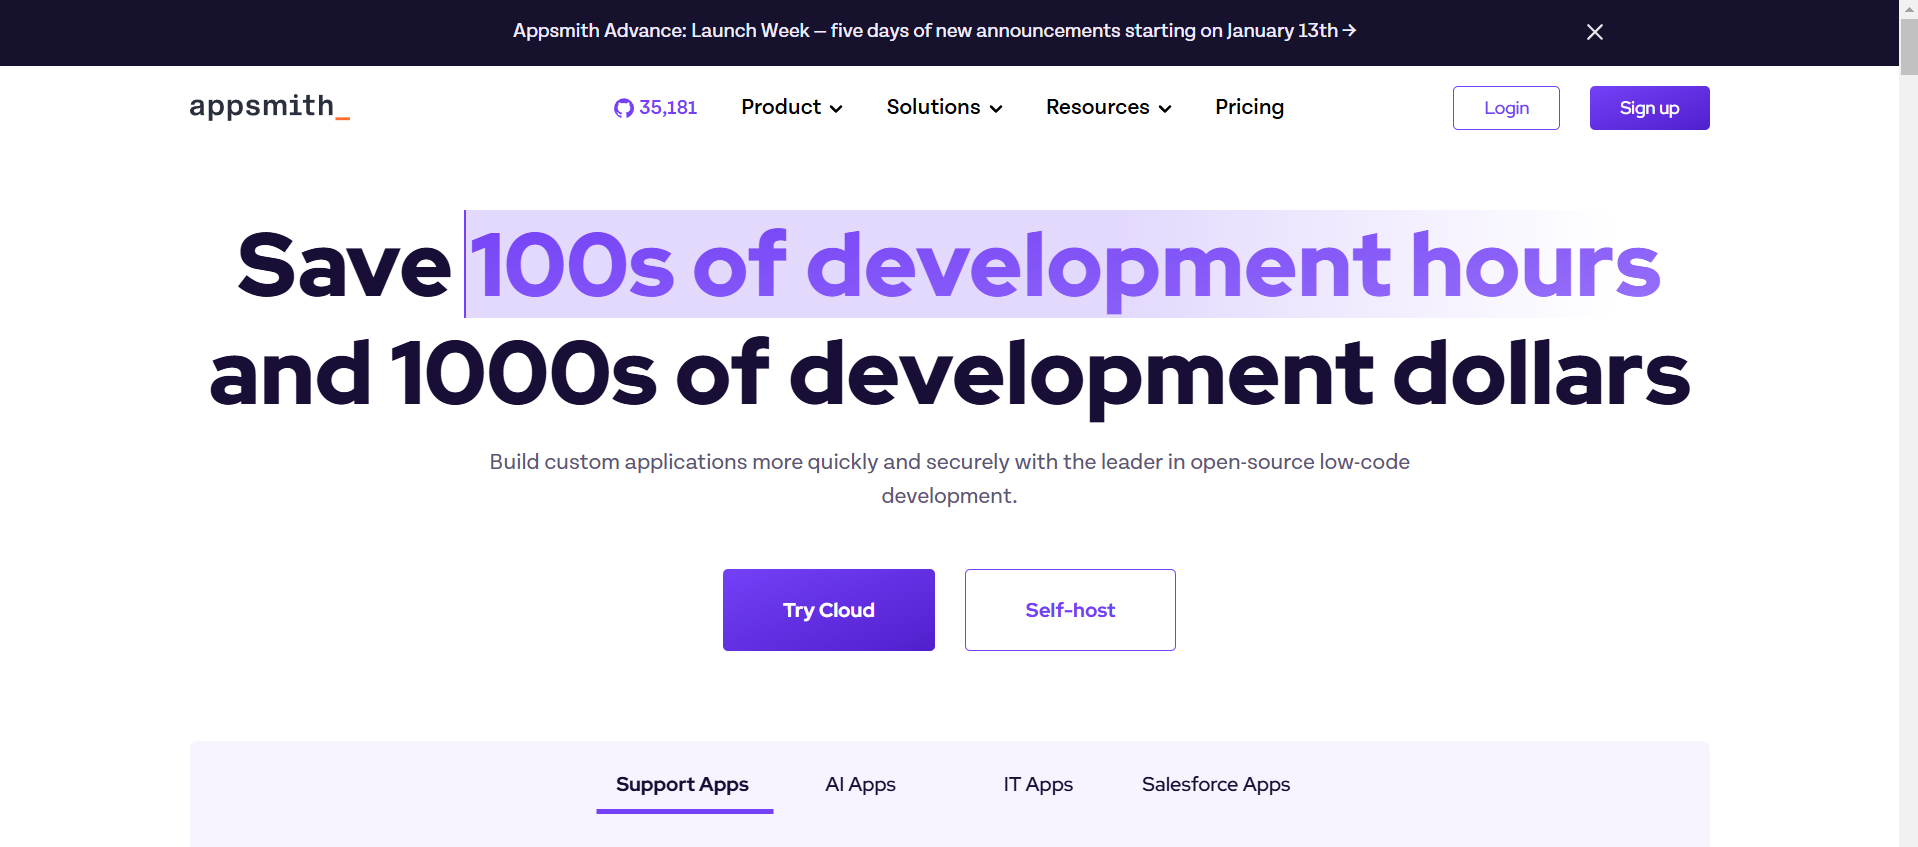 Appsmith Advance: Launch Week – five days of new announcements starting on January 13th →
appsmith_
35,181
Product
Solutions
Resources
Pricing
Login
Sign up
Save 100s of development hours
and 1000s of development dollars
Build custom applications more quickly and securely with the leader in open-source low-code
development.
Try Cloud
Self-host
Support Apps
AI Apps
IT Apps
Salesforce Apps